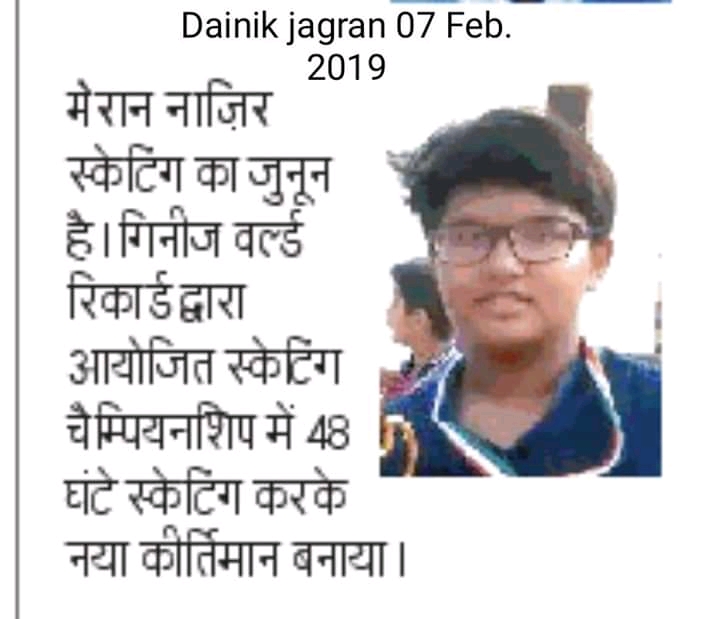 Dainik jagran 07 Feb.
2019
मेरान नाज़िर
स्केटिंग का जुनून
है। गिनीज वर्ल्ड
रिकार्ड द्वारा
आयोजित स्केटिंग
चैम्पियनशिप में 48
घंटे स्केटिंग करके
नया कीर्तिमान बनाया।